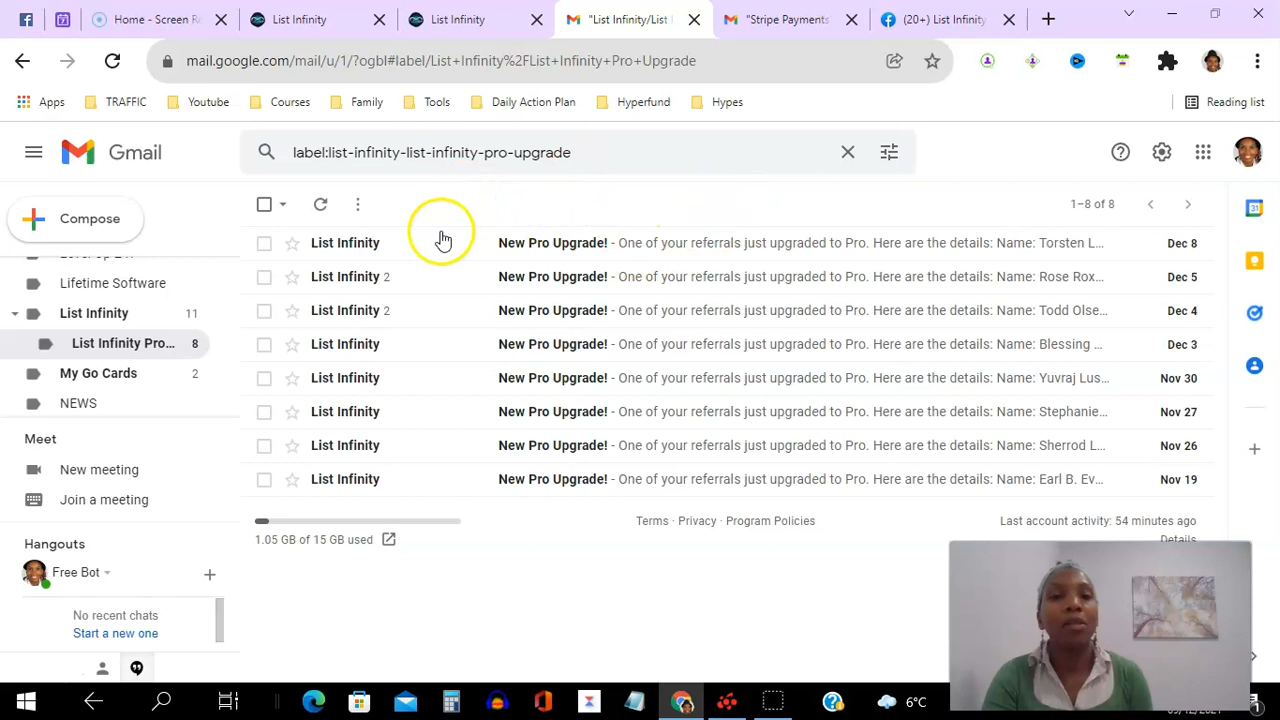 Home - Screen Re
List Infinity
List Infinity
"List Infinity/List I
"Stripe Payments
(20+) List Infinity
mail.google.com/mail/u/1/?ogbl#label/List+Infinity%2FList+Infinity+Pro+Upgrade
Apps
TRAFFIC
Youtube
Courses
Family
Tools
Daily Action Plan
Hyperfund
Hypes
Reading list
Gmail
label:list-infinity-list-infinity-pro-upgrade
Compose
1–8 of 8
Lifetime Software
List Infinity 11
List Infinity Pro... 8
My Go Cards 2
NEWS
Meet
New meeting
Join a meeting
Hangouts
Free Bot
No recent chats
Start a new one
List Infinity New Pro Upgrade! - One of your referrals just upgraded to Pro. Here are the details: Name: Torsten L... Dec 8
List Infinity 2 New Pro Upgrade! - One of your referrals just upgraded to Pro. Here are the details: Name: Rose Rox... Dec 5
List Infinity 2 New Pro Upgrade! - One of your referrals just upgraded to Pro. Here are the details: Name: Todd Olse... Dec 4
List Infinity New Pro Upgrade! - One of your referrals just upgraded to Pro. Here are the details: Name: Blessing ... Dec 3
List Infinity New Pro Upgrade! - One of your referrals just upgraded to Pro. Here are the details: Name: Yuvraj Lus... Nov 30
List Infinity New Pro Upgrade! - One of your referrals just upgraded to Pro. Here are the details: Name: Stephanie... Nov 27
List Infinity New Pro Upgrade! - One of your referrals just upgraded to Pro. Here are the details: Name: Sherrod L... Nov 26
List Infinity New Pro Upgrade! - One of your referrals just upgraded to Pro. Here are the details: Name: Earl B. Ev... Nov 19
Terms · Privacy · Program Policies
Last account activity: 54 minutes ago
Details
1.05 GB of 15 GB used
6°C